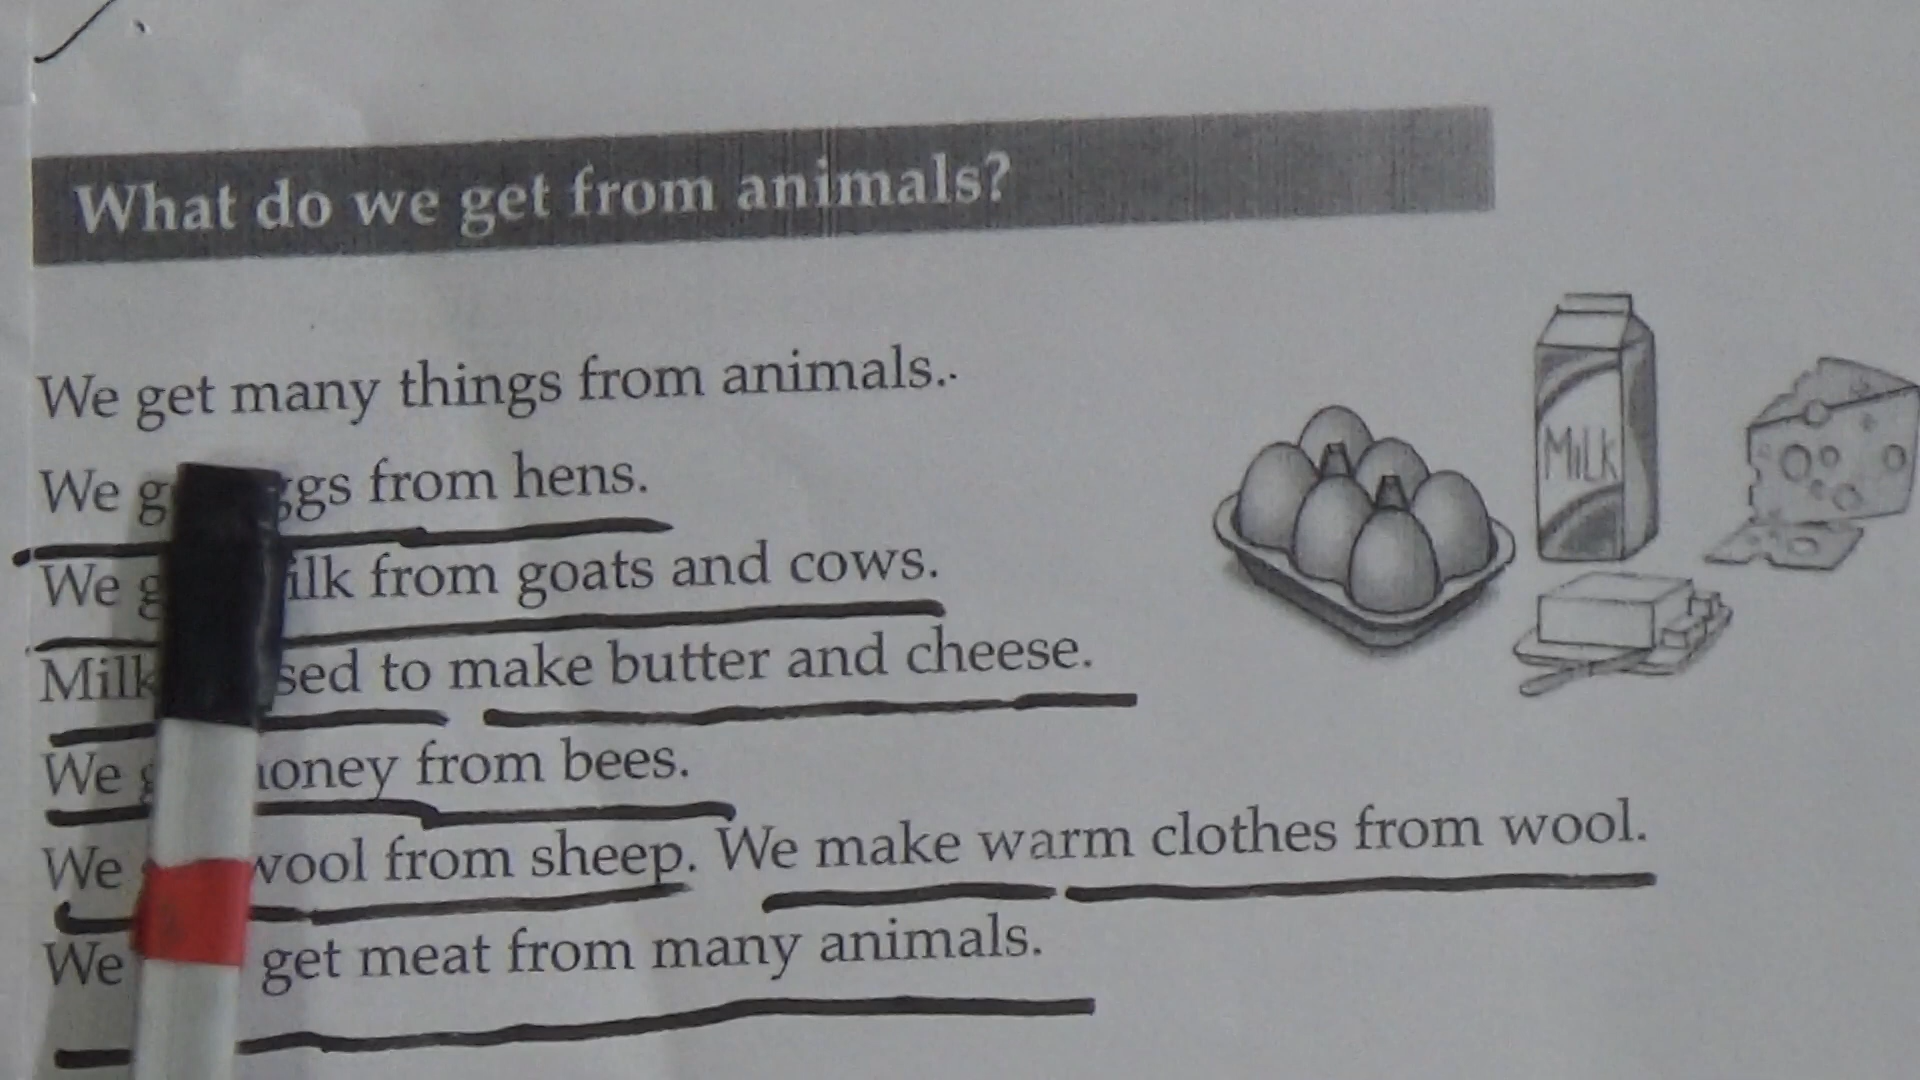 What do we get from animals?
We get many things from animals..
We ggs from hens.
We ilk from goats and cows.
Milk sed to make butter and cheese.
We oney from bees.
We wool from sheep. We make warm clothes from wool.
We get meat from many animals.
MILK